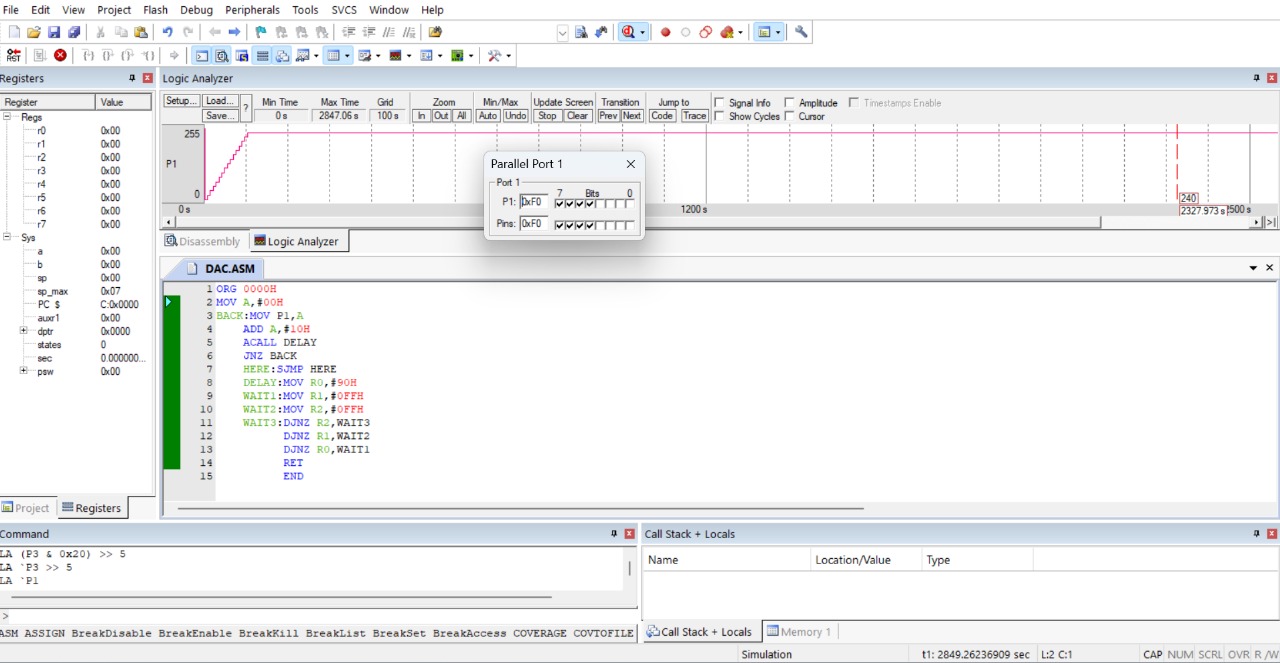 File Edit View Project Flash Debug Peripherals Tools SVCS Window Help
RST
Registers
Logic Analyzer
Register Value
Regs
r0 0x00
r1 0x00
r2 0x00
r3 0x00
r4 0x00
r5 0x00
r6 0x00
r7 0x00
Sys
a 0x00
b 0x00
sp 0x00
sp_max 0x07
PC $ C:0x0000
auxr1 0x00
dptr 0x0000
states 0
sec 0.000000...
psw 0x00
Project Registers
Setup... Load... ? Min Time Max Time Grid Zoom Min/Max Update Screen Transition Jump to Signal Info Amplitude Timestamps Enable
Save... 0 s 2847.06 s 100 s In Out All Auto Undo Stop Clear Prev Next Code Trace Show Cycles Cursor
255
P1
0
0 s 1200 s 2327.973 s 2500 s
240
Parallel Port 1
Port 1
7 Bits 0
P1: 0xF0
Pins: 0xF0
Disassembly Logic Analyzer
DAC.ASM
1 ORG 0000H
2 MOV A,#00H
3 BACK:MOV P1,A
4 ADD A,#10H
5 ACALL DELAY
6 JNZ BACK
7 HERE:SJMP HERE
8 DELAY:MOV R0,#90H
9 WAIT1:MOV R1,#0FFH
10 WAIT2:MOV R2,#0FFH
11 WAIT3:DJNZ R2,WAIT3
12 DJNZ R1,WAIT2
13 DJNZ R0,WAIT1
14 RET
15 END
Command
LA (P3 & 0x20) >> 5
LA `P3 >> 5
LA `P1
>
ASM ASSIGN BreakDisable BreakEnable BreakKill BreakList BreakSet BreakAccess COVERAGE COVTOFILE
Call Stack + Locals
Name Location/Value Type
Call Stack + Locals Memory 1
Simulation t1: 2849.26236909 sec L:2 C:1 CAP NUM SCRL OVR R /W